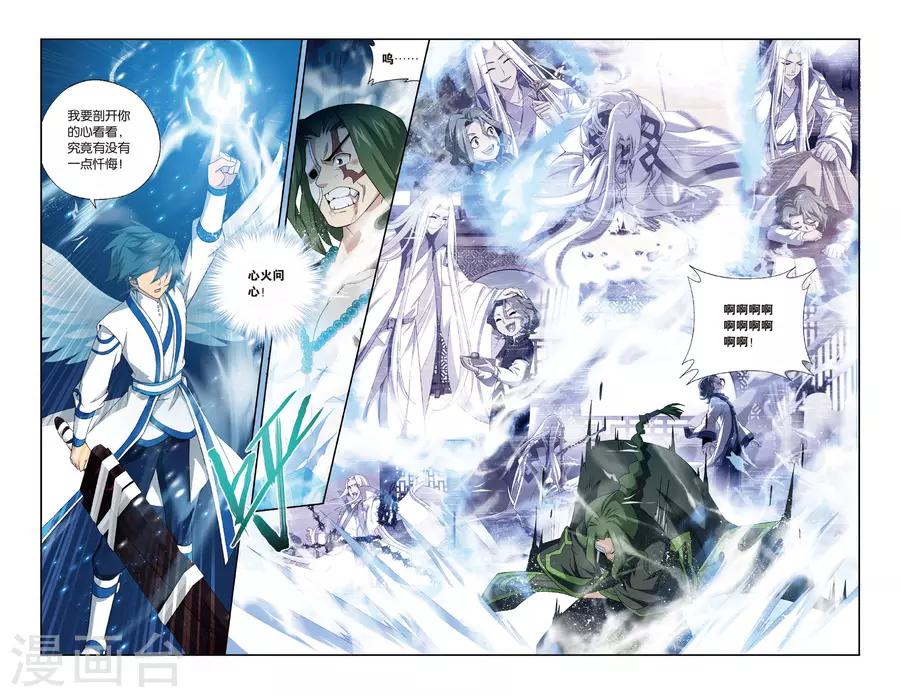 我要剖开你
的心看看，
究竟有没有
一点忏悔！
心火问
心！
呜……
啊啊啊啊
啊啊啊啊
啊啊！
漫画台